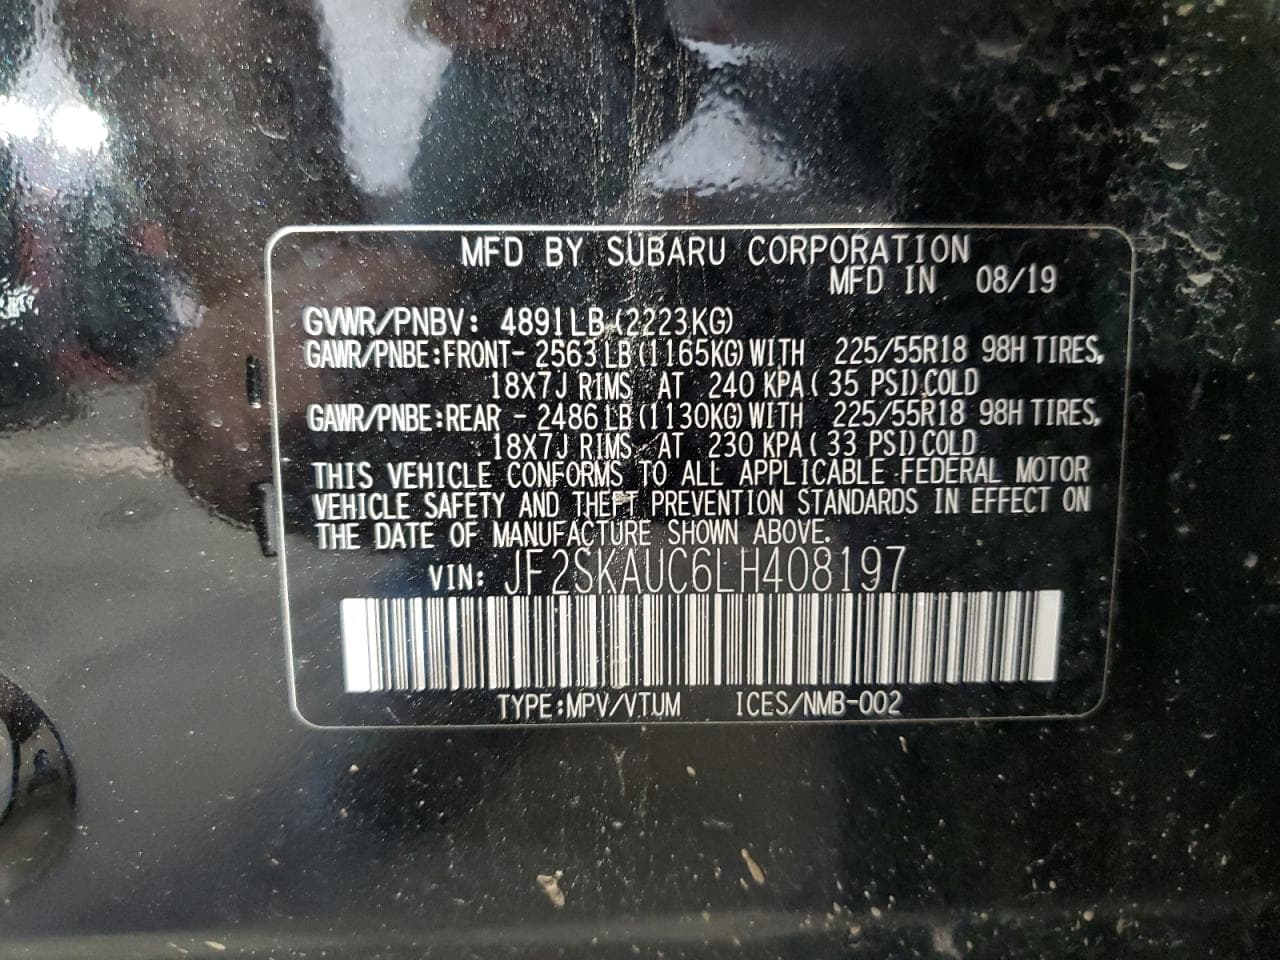 MFD BY SUBARU CORPORATION
MFD IN 08/19
GVWR/PNBV: 4891LB (2223KG)
GAWR/PNBE:FRONT- 2563LB (1165KG) WITH 225/55R18 98H TIRES,
18X7J RIMS AT 240 KPA ( 35 PSI) COLD
GAWR/PNBE:REAR - 2486LB (1130KG) WITH 225/55R18 98H TIRES,
18X7J RIMS AT 230 KPA ( 33 PSI) COLD
THIS VEHICLE CONFORMS TO ALL APPLICABLE FEDERAL MOTOR
VEHICLE SAFETY AND THEFT PREVENTION STANDARDS IN EFFECT ON
THE DATE OF MANUFACTURE SHOWN ABOVE.
VIN: JF2SKAUC6LH408197
TYPE:MPV/VTUM ICES/NMB-002